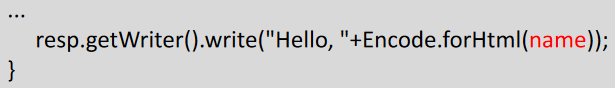 ...
resp.getWriter().write("Hello, "+Encode.forHtml(name));
}